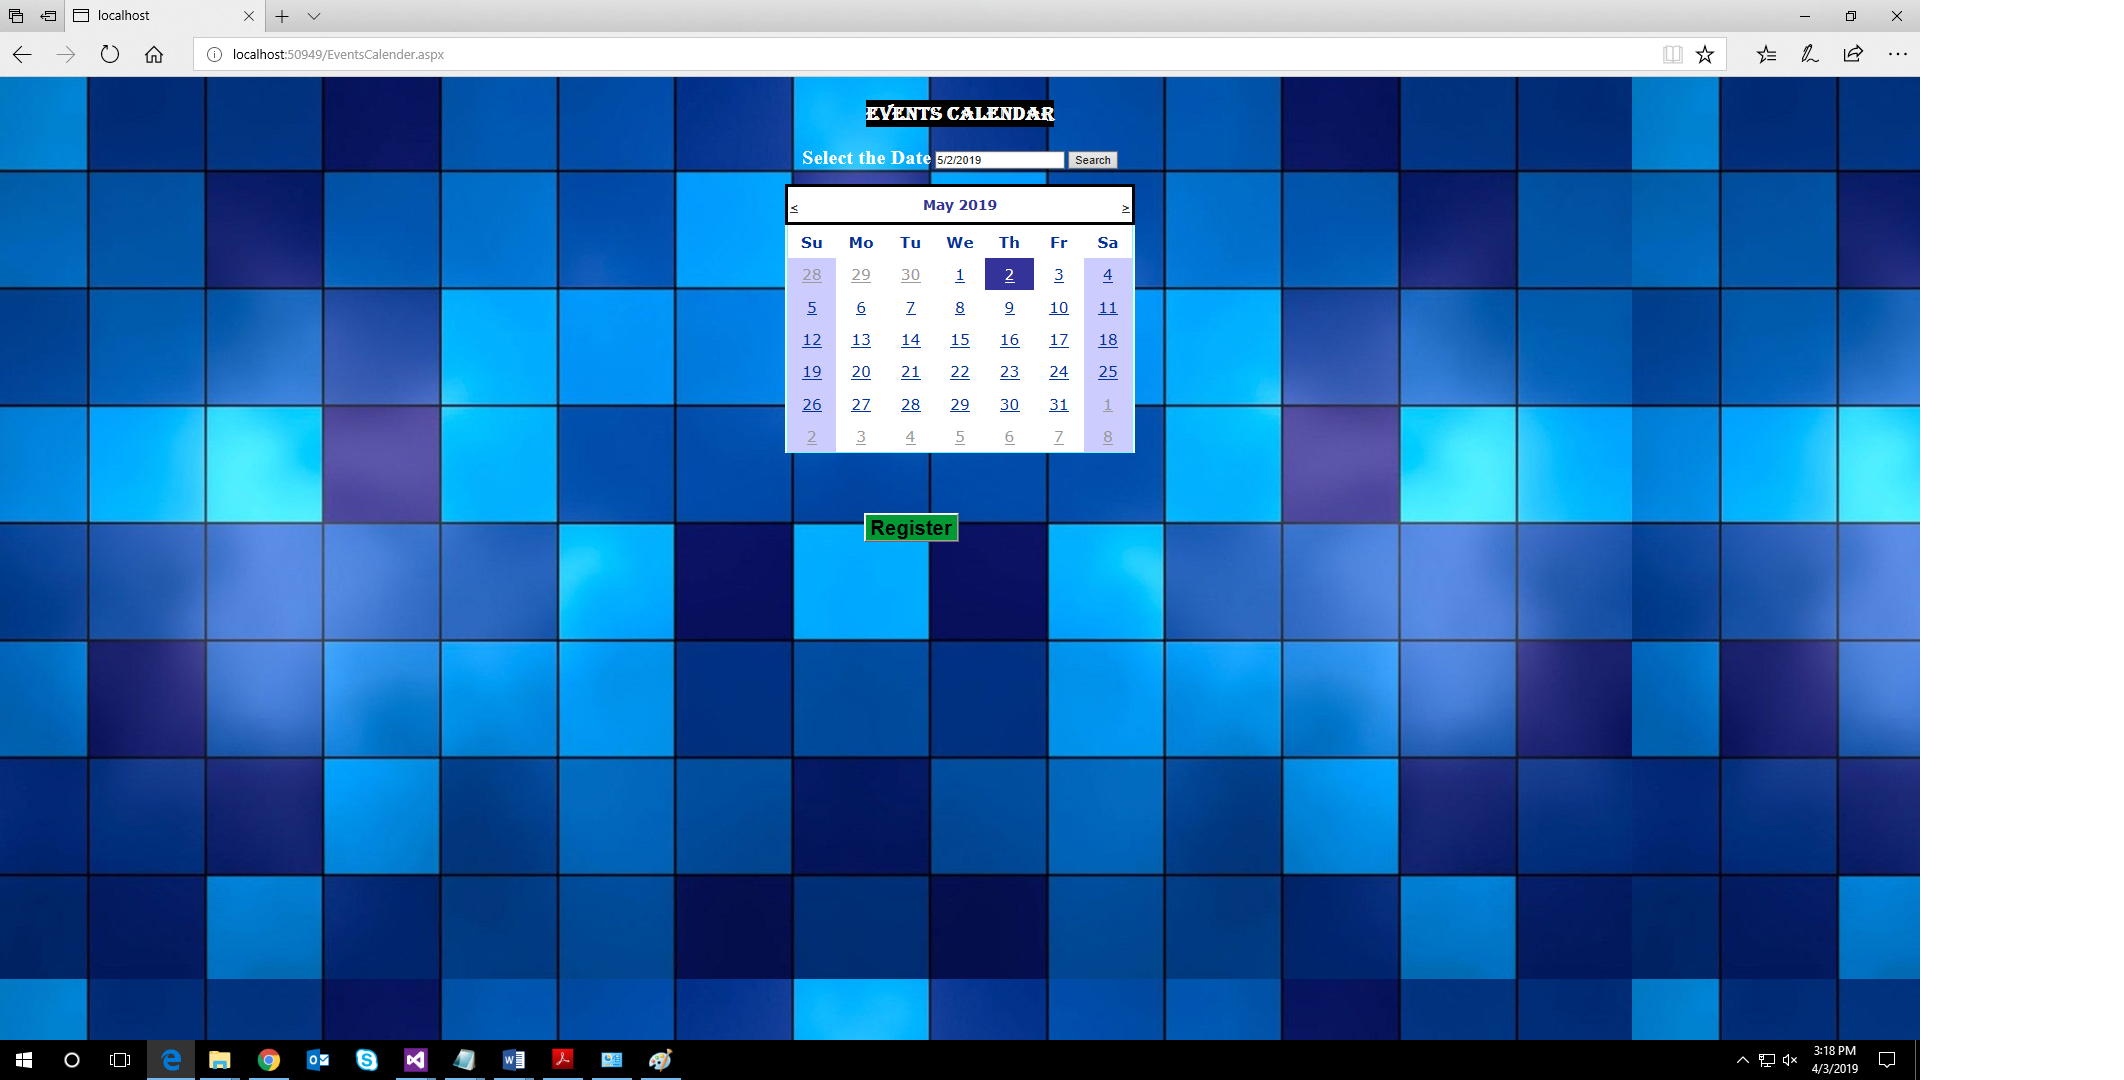 localhost
localhost:50949/EventsCalender.aspx
EVENTS CALENDAR
Select the Date 5/2/2019 Search
< May 2019 >
Su Mo Tu We Th Fr Sa
28 29 30 1 2 3 4
5 6 7 8 9 10 11
12 13 14 15 16 17 18
19 20 21 22 23 24 25
26 27 28 29 30 31 1
2 3 4 5 6 7 8
Register
3:18 PM
4/3/2019